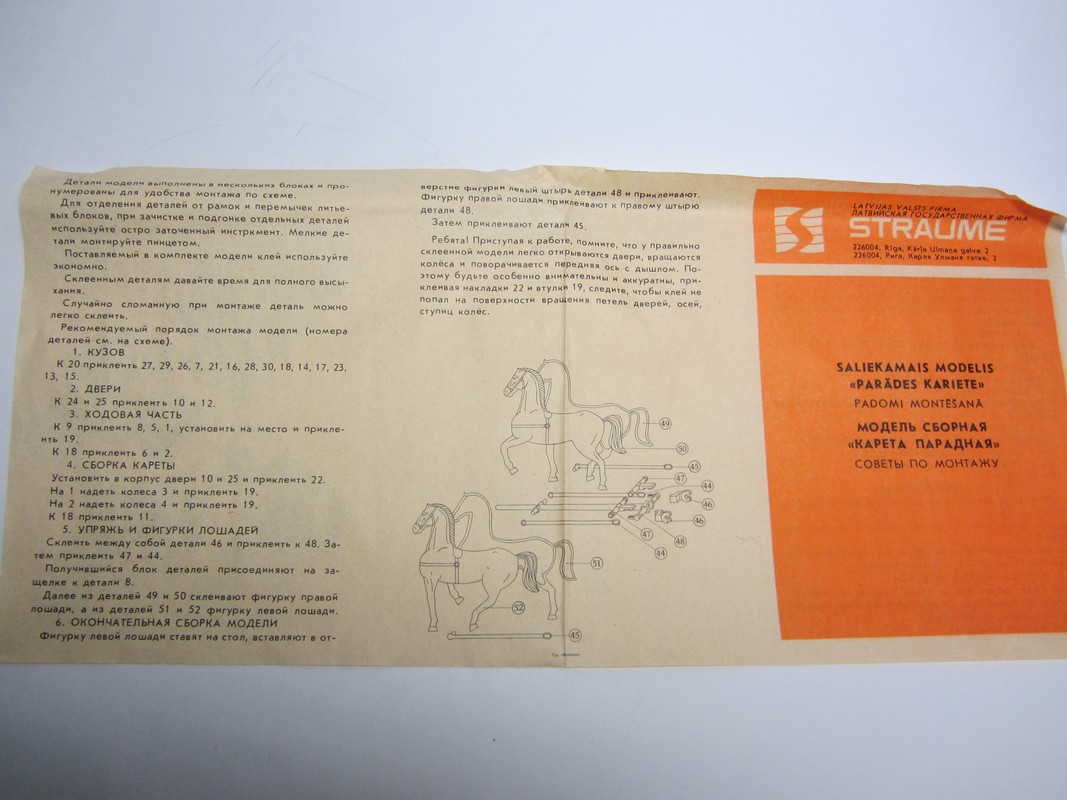 Детали модели выполнены в нескольких блоках и про-
нумерованы для удобства монтажа по схеме.
Для отделения деталей от рамок и перемычек литье-
вых блоков, при зачистке и подгонке отдельных деталей
используйте остро заточенный инстркмент. Мелкие де-
тали монтируйте пинцетом.
Поставляемый в комплекте модели клей используйте
экономно.
Склеенным деталям давайте время для полного высы-
хания.
Случайно сломанную при монтаже деталь можно
легко склеить.
Рекомендуемый порядок монтажа модели (номера
деталей см. на схеме).
1. КУЗОВ
К 20 приклеить 27, 29, 26, 7, 21, 16, 28, 30, 18, 14, 17, 23,
13, 15.
2. ДВЕРИ
К 24 и 25 приклеить 10 и 12.
3. ХОДОВАЯ ЧАСТЬ
К 9 приклеить 8, 5, 1, установить на место и прикле-
ить 19.
К 18 приклеить 6 и 2.
4. СБОРКА КАРЕТЫ
Установить в корпус двери 10 и 25 и приклеить 22.
На 1 надеть колеса 3 и приклеить 19.
На 2 надеть колеса 4 и приклеить 19.
К 18 приклеить 11.
5. УПРЯЖЬ И ФИГУРКИ ЛОШАДЕЙ
Склеить между собой детали 46 и приклеить к 48. За-
тем приклеить 47 и 44.
Получившийся блок деталей присоединяют на за-
щелке к детали 8.
Далее из деталей 49 и 50 склеивают фигурку правой
лошади, а из деталей 51 и 52 фигурку левой лошади.
6. ОКОНЧАТЕЛЬНАЯ СБОРКА МОДЕЛИ
Фигурку левой лошади ставят на стол, вставляют в от-
верстие фигурки левый штырь детали 48 и приклеивают.
Фигурку правой лошади приклеивают к правому штырю
детали 48.
Затем приклеивают детали 45.
Ребята! Приступая к работе, помните, что у правильно
склеенной модели легко открываются двери, вращаются
колёса и поворачивается передняя ось с дышлом. По-
этому будьте особенно внимательны и аккуратны, при-
клеивая накладки 22 и втулки 19, следите, чтобы клей не
попал на поверхности вращения петель дверей, осей,
ступиц колёс.
49
50
45
47
44
46
46
48
47
44
51
52
45
LATVIJAS VALSTS FIRMA
ЛАТВИЙСКАЯ ГОСУДАРСТВЕННАЯ ФИРМА
STRAUME
226004, Rīga, Kārļa Ulmaņa gatve 2
226004, Рига, Карля Улманя гатве, 2
SALIEKAMAIS MODELIS
«PARĀDES KARIETE»
PADOMI MONTĒŠANĀ
МОДЕЛЬ СБОРНАЯ
«КАРЕТА ПАРАДНАЯ»
СОВЕТЫ ПО МОНТАЖУ